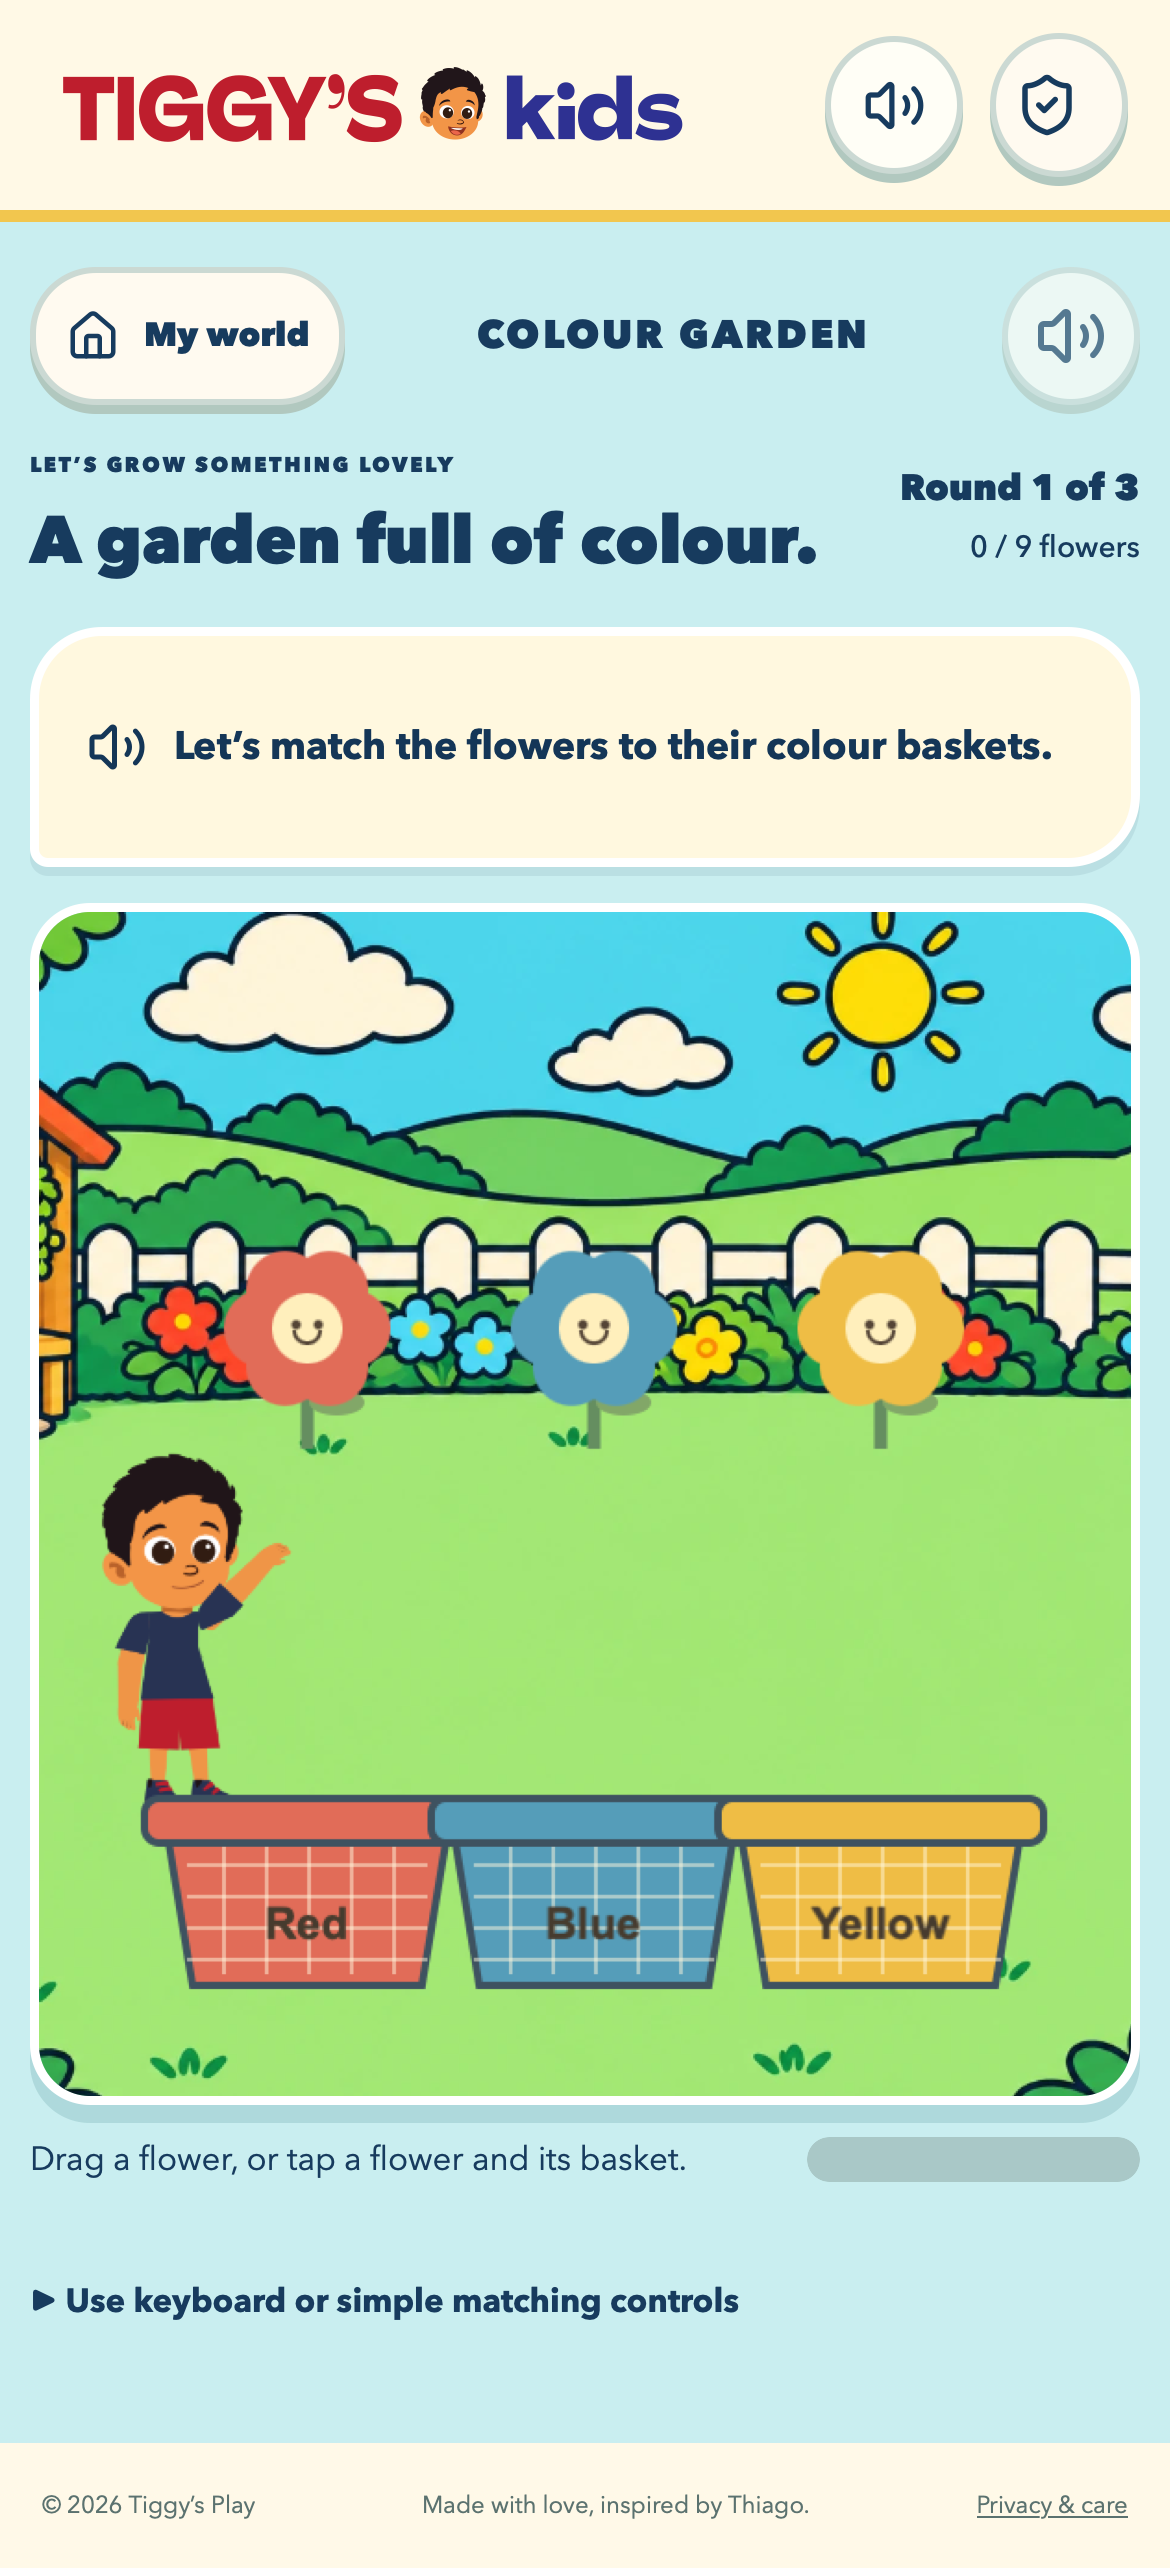 TIGGY'S kids
My world
COLOUR GARDEN
LET'S GROW SOMETHING LOVELY
A garden full of colour.
Round 1 of 3
0 / 9 flowers
Let's match the flowers to their colour baskets.
Red
Blue
Yellow
Drag a flower, or tap a flower and its basket.
Use keyboard or simple matching controls
© 2026 Tiggy's Play
Made with love, inspired by Thiago.
Privacy & care